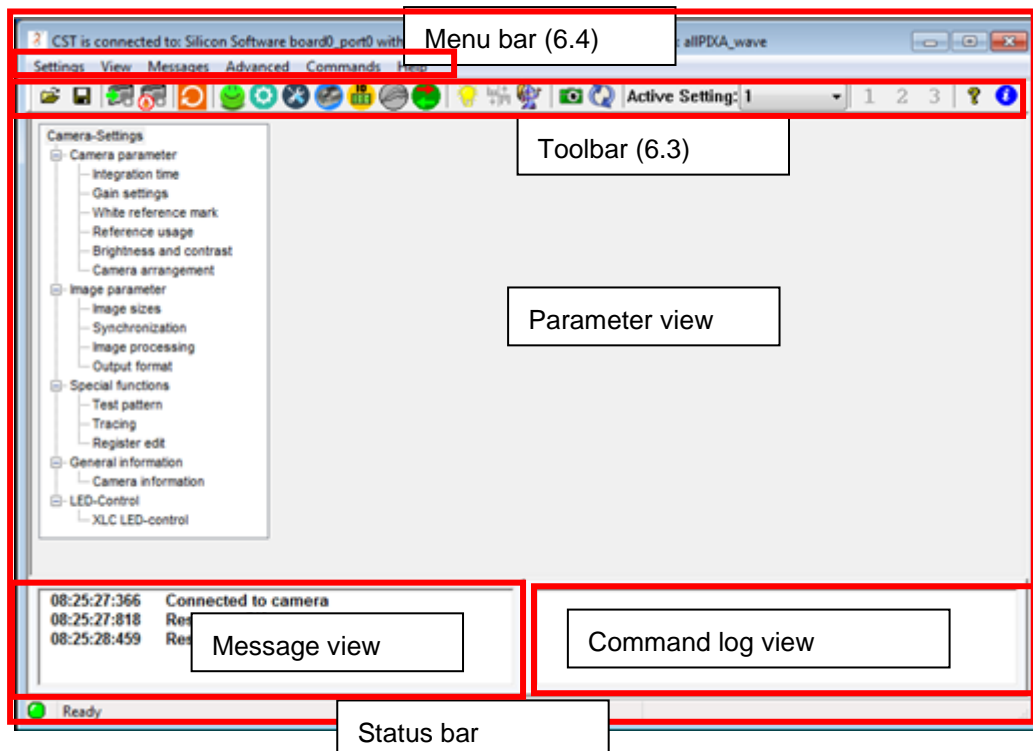 Menu bar (6.4)
CST is connected to: Silicon Software board0_port0 with allPIXA_wave
Settings View Messages Advanced Commands Help
Active Setting: 1 1 2 3
Toolbar (6.3)
Camera-Settings
Camera parameter
Integration time
Gain settings
White reference mark
Reference usage
Brightness and contrast
Camera arrangement
Image parameter
Image sizes
Synchronization
Image processing
Output format
Special functions
Test pattern
Tracing
Register edit
General information
Camera information
LED-Control
XLC LED-control
Parameter view
08:25:27:366 Connected to camera
08:25:27:818
08:25:28:459
Message view
Command log view
Ready
Status bar